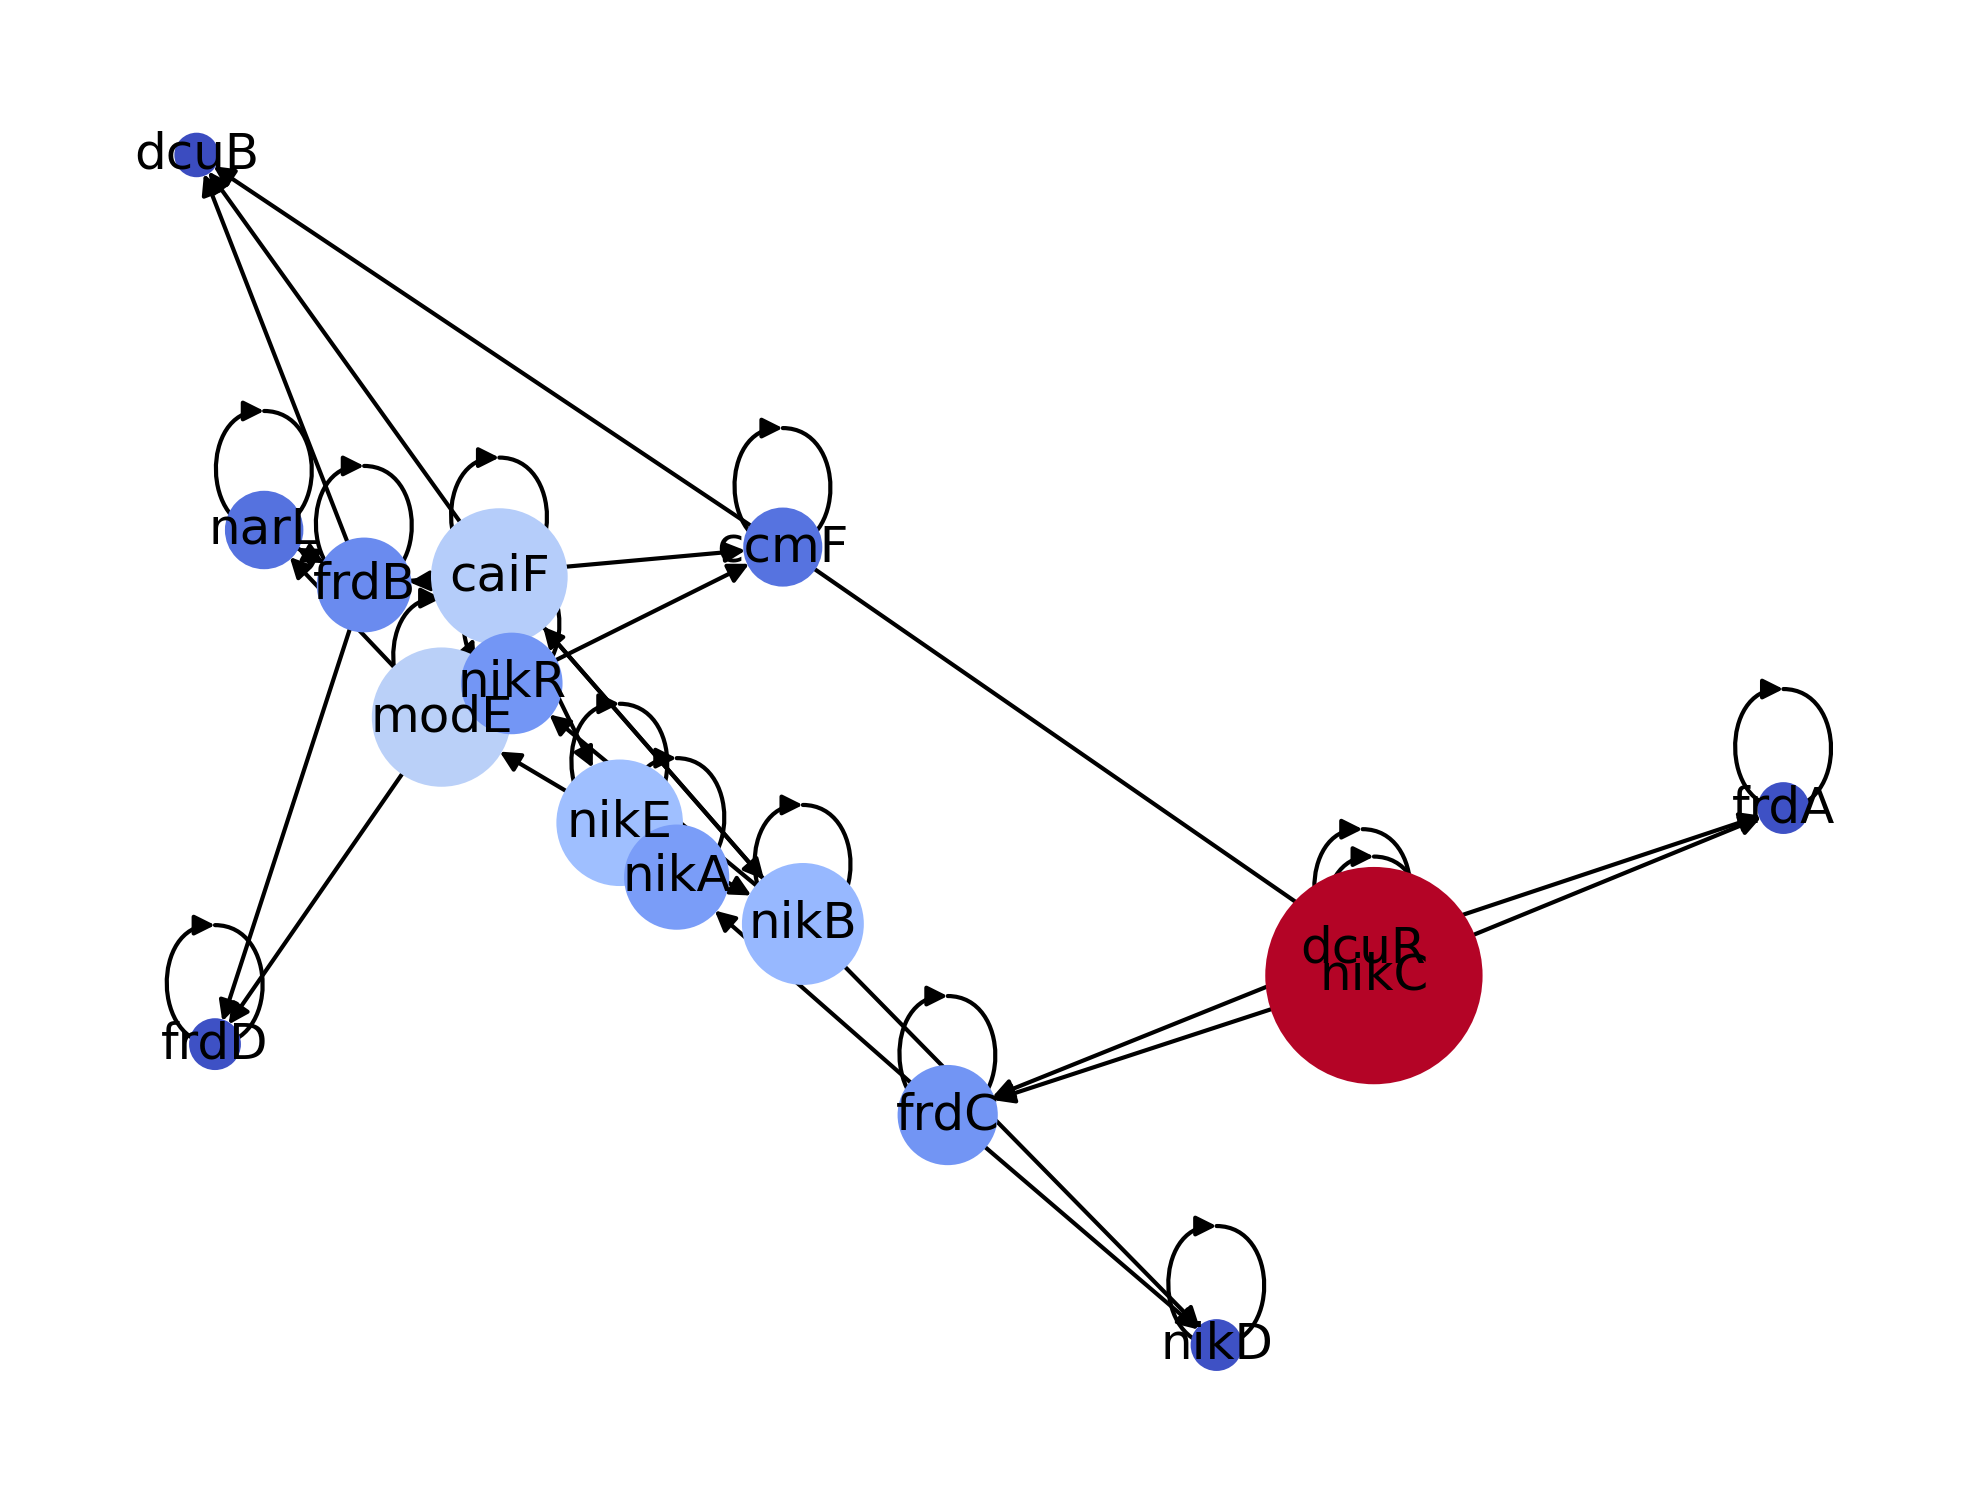 dcuB
narL
frdB
caiF
ccmF
nikR
modE
nikE
nikA
nikB
frdA
dcuR
nikC
frdD
frdC
nikD